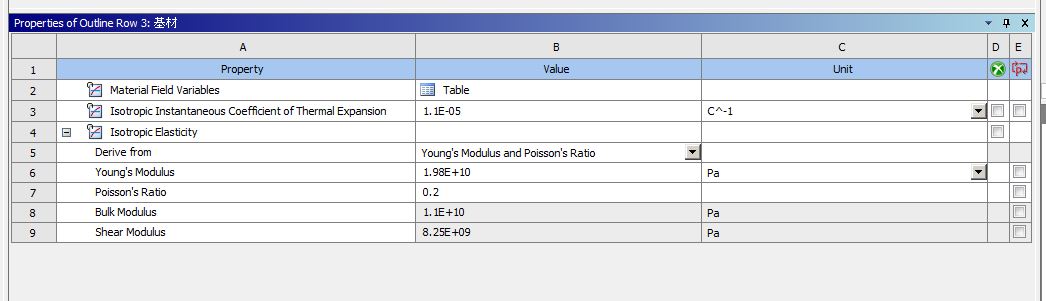 Properties of Outline Row 3: 基材
A B C D E
1 Property Value Unit
2 Material Field Variables Table
3 Isotropic Instantaneous Coefficient of Thermal Expansion 1.1E-05 C^-1
4 Isotropic Elasticity
5 Derive from Young's Modulus and Poisson's Ratio
6 Young's Modulus 1.98E+10 Pa
7 Poisson's Ratio 0.2
8 Bulk Modulus 1.1E+10 Pa
9 Shear Modulus 8.25E+09 Pa